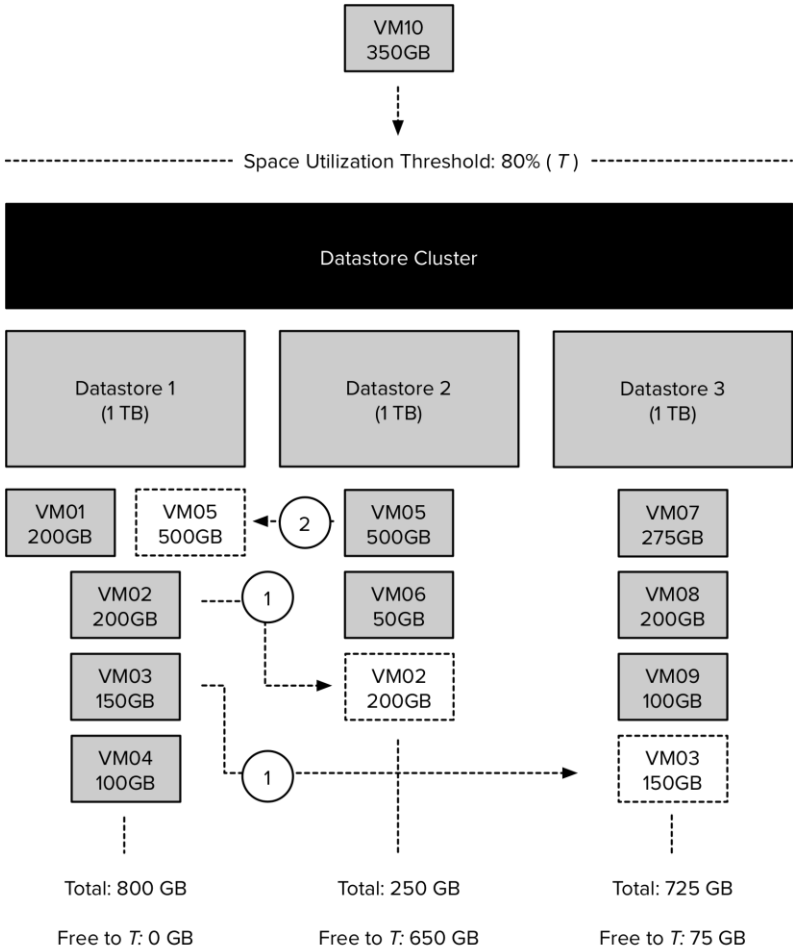 VM10
350GB
Space Utilization Threshold: 80% ( T )
Datastore Cluster
Datastore 1
(1 TB)
Datastore 2
(1 TB)
Datastore 3
(1 TB)
VM01
200GB
VM05
500GB
2
VM05
500GB
VM07
275GB
VM02
200GB
1
VM06
50GB
VM08
200GB
VM03
150GB
VM02
200GB
VM09
100GB
VM04
100GB
1
VM03
150GB
Total: 800 GB
Total: 250 GB
Total: 725 GB
Free to T: 0 GB
Free to T: 650 GB
Free to T: 75 GB